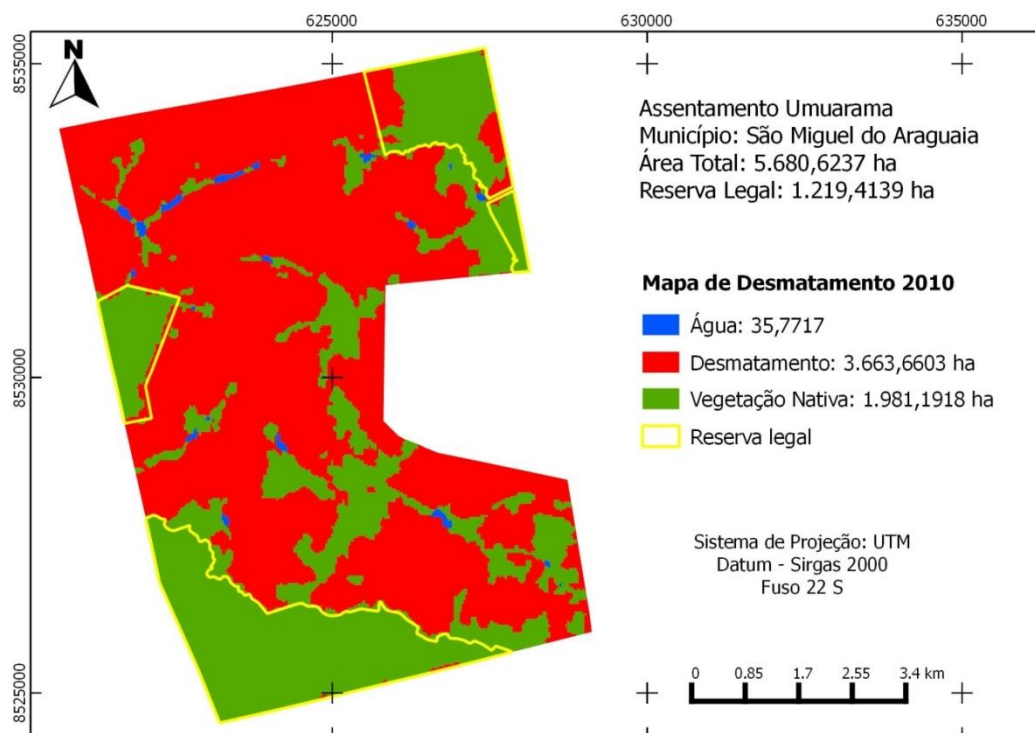 625000
630000
635000
8535000
N
Assentamento Umuarama
Município: São Miguel do Araguaia
Área Total: 5.680,6237 ha
Reserva Legal: 1.219,4139 ha
Mapa de Desmatamento 2010
Água: 35,7717
Desmatamento: 3.663,6603 ha
8530000
Vegetação Nativa: 1.981,1918 ha
Reserva legal
Sistema de Projeção: UTM
Datum - Sirgas 2000
Fuso 22 S
8525000
0 0.85 1.7 2.55 3.4 km